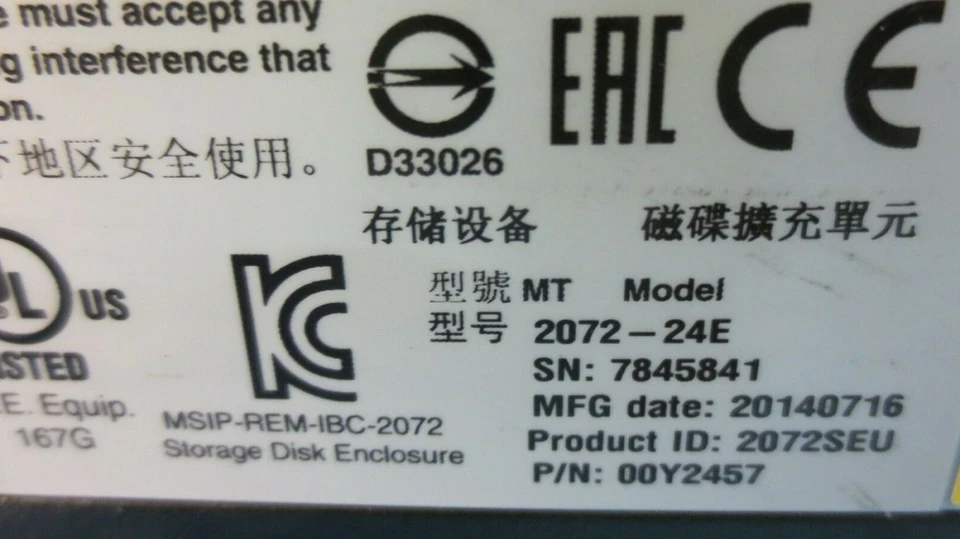 must accept any
interference that
地区安全使用。
D33026
EAC CE
存储设备 磁碟擴充單元
型號 MT Model
型号 2072-24E
SN: 7845841
MFG date: 20140716
Product ID: 2072SEU
P/N: 00Y2457
UL US
E. Equip.
167G
KC
MSIP-REM-IBC-2072
Storage Disk Enclosure